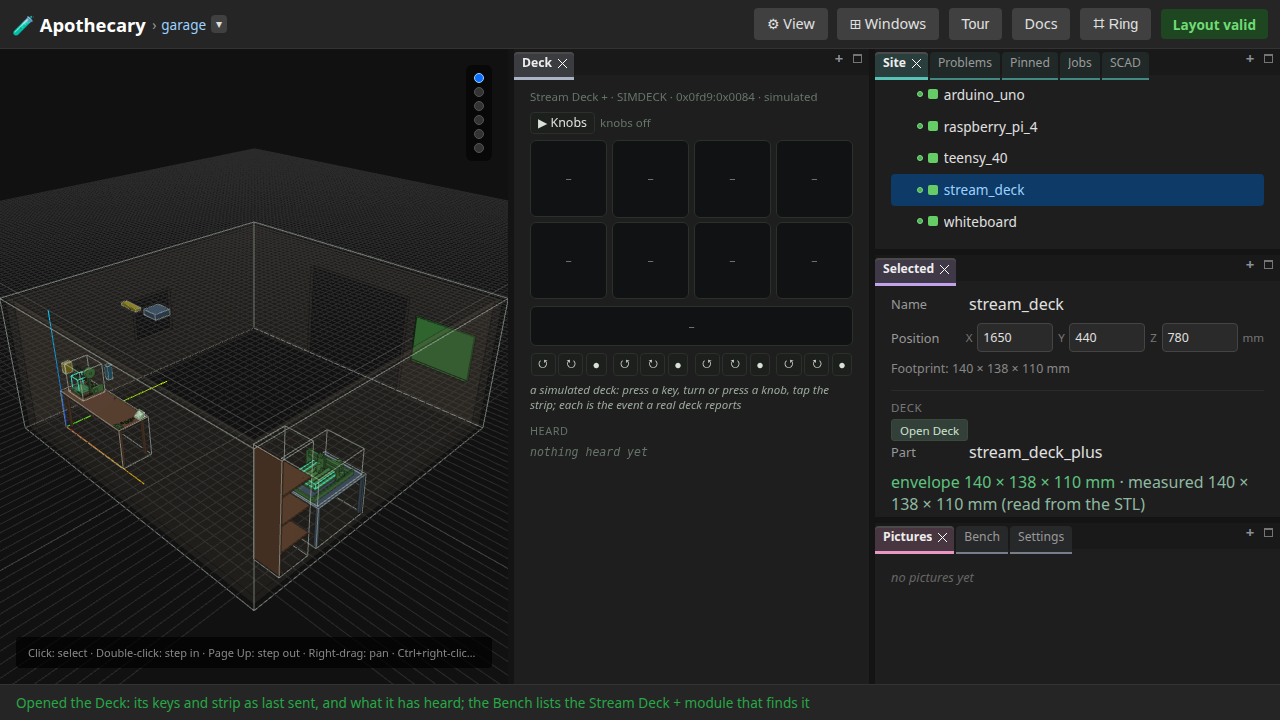 Apothecary › garage ▾
⚙ View
⊞ Windows
Tour
Docs
⌗ Ring
Layout valid
Click: select · Double-click: step in · Page Up: step out · Right-drag: pan · Ctrl+right-clic...
Deck
Stream Deck + · SIMDECK · 0x0fd9:0x0084 · simulated
▶ Knobs knobs off
– – – –
– – – –
–
↺ ↻ ● ↺ ↻ ● ↺ ↻ ● ↺ ↻ ●
a simulated deck: press a key, turn or press a knob, tap the
strip; each is the event a real deck reports
HEARD
nothing heard yet
Site Problems Pinned Jobs SCAD
arduino_uno
raspberry_pi_4
teensy_40
stream_deck
whiteboard
Selected
Name stream_deck
Position X 1650 Y 440 Z 780 mm
Footprint: 140 × 138 × 110 mm
DECK
Open Deck
Part stream_deck_plus
envelope 140 × 138 × 110 mm · measured 140 ×
138 × 110 mm (read from the STL)
Pictures Bench Settings
no pictures yet
Opened the Deck: its keys and strip as last sent, and what it has heard; the Bench lists the Stream Deck + module that finds it